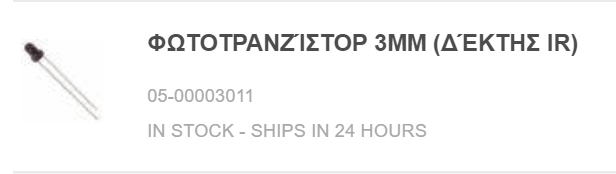 ΦΩΤΟΤΡΑΝΖΊΣΤΟΡ 3MM (ΔΈΚΤΗΣ IR)
05-00003011
IN STOCK - SHIPS IN 24 HOURS